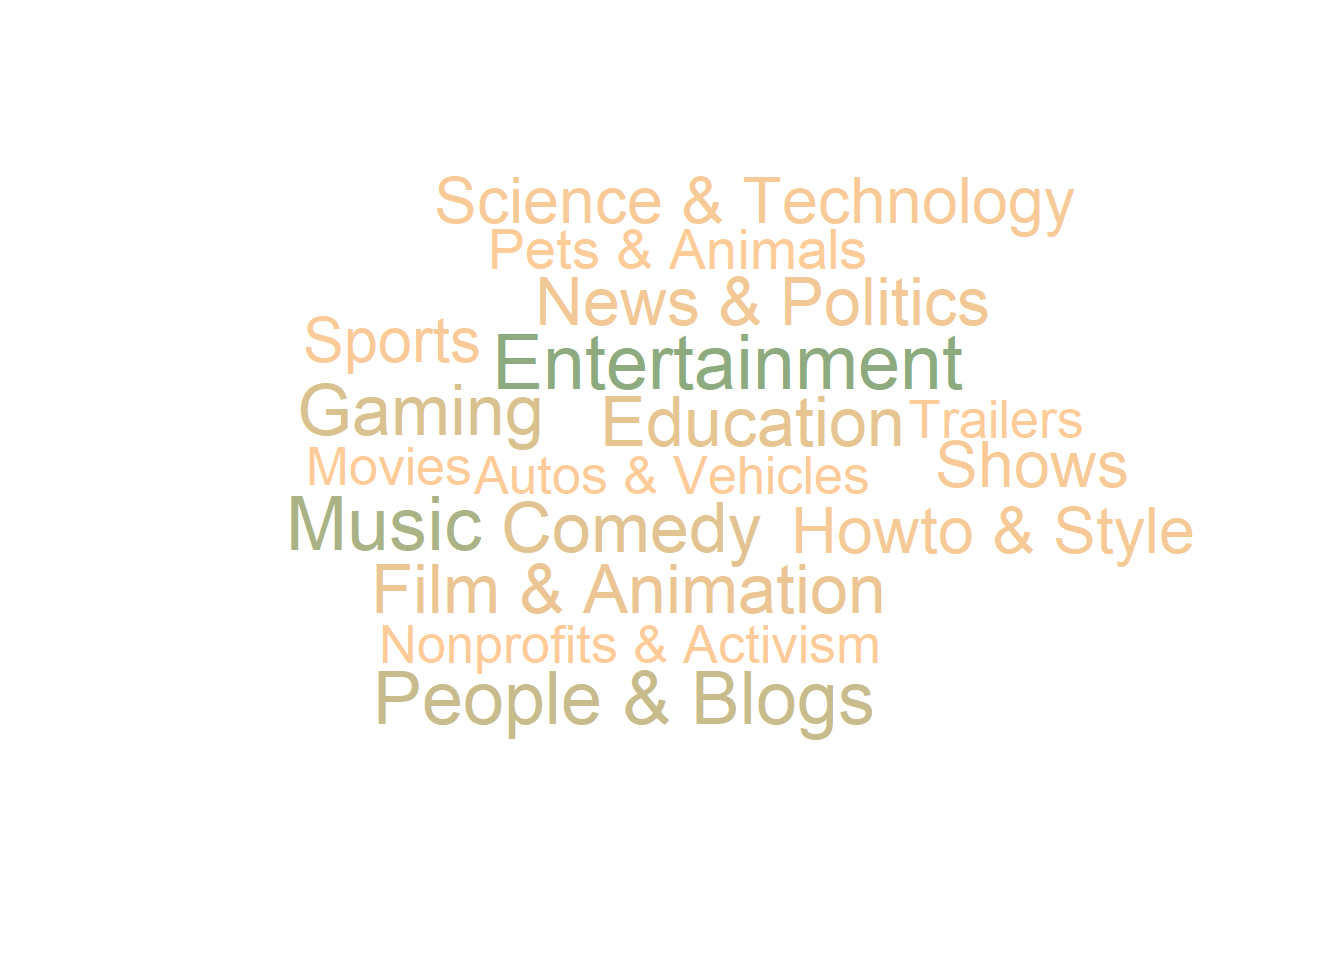 Science & Technology
Pets & Animals
News & Politics
Sports
Entertainment
Gaming
Education
Trailers
Movies
Autos & Vehicles
Shows
Music
Comedy
Howto & Style
Film & Animation
Nonprofits & Activism
People & Blogs